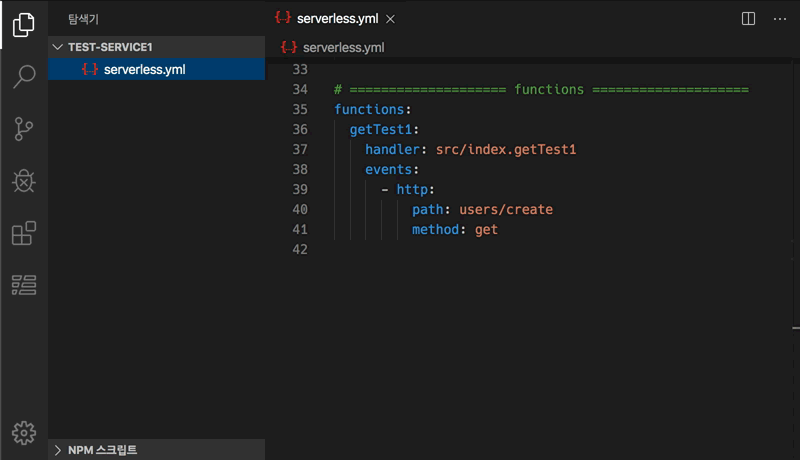 탐색기
serverless.yml
TEST-SERVICE1
serverless.yml
serverless.yml
33
34 # ==================== functions ====================
35 functions:
36 getTest1:
37 handler: src/index.getTest1
38 events:
39 - http:
40 path: users/create
41 method: get
42
NPM 스크립트